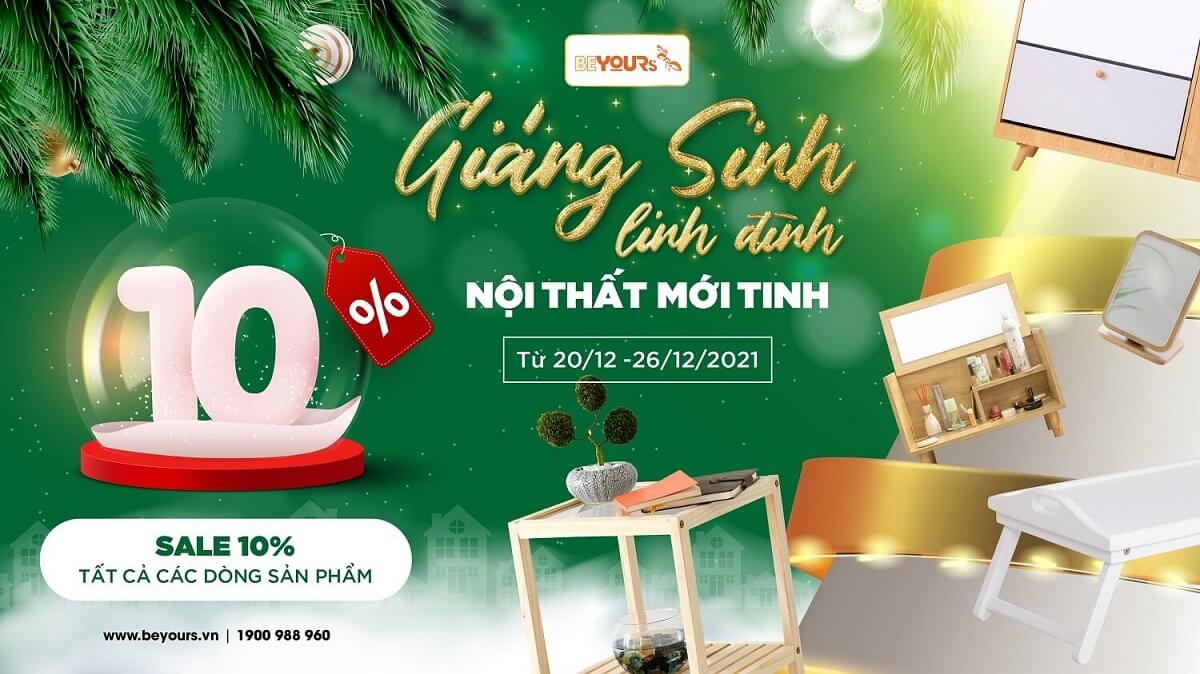 BEYOURs
Giáng Sinh
linh đình
NỘI THẤT MỚI TINH
Từ 20/12 -26/12/2021
10
%
SALE 10%
TẤT CẢ CÁC DÒNG SẢN PHẨM
www.beyours.vn | 1900 988 960